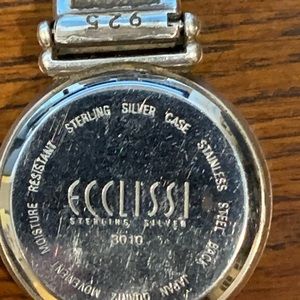 925
STERLING SILVER CASE STAINLESS STEEL BACK JAPAN QUARTZ MOVEMENT MOISTURE RESISTANT
ECCLISSI
STERLING SILVER
3010